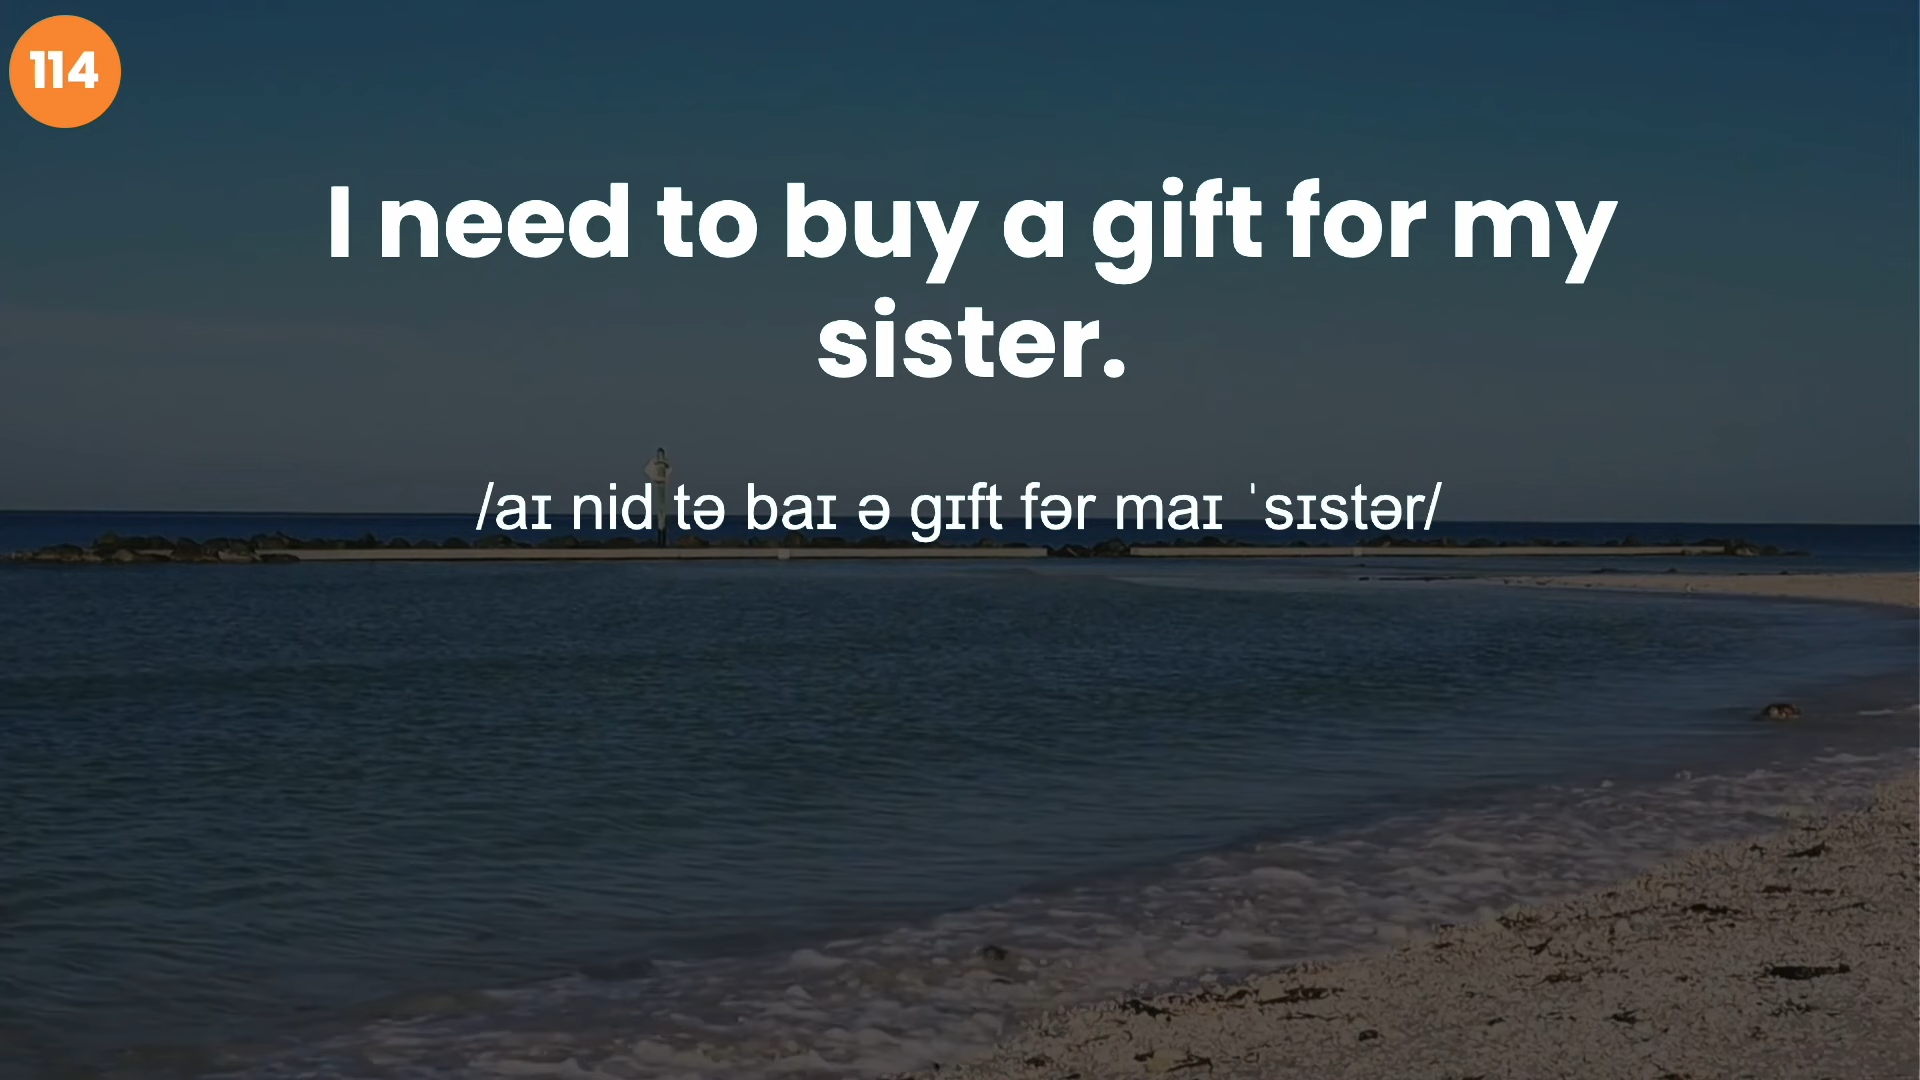 114
I need to buy a gift for my
sister.
/aɪ nid tə baɪ ə gɪft fər maɪ ˈsɪstər/